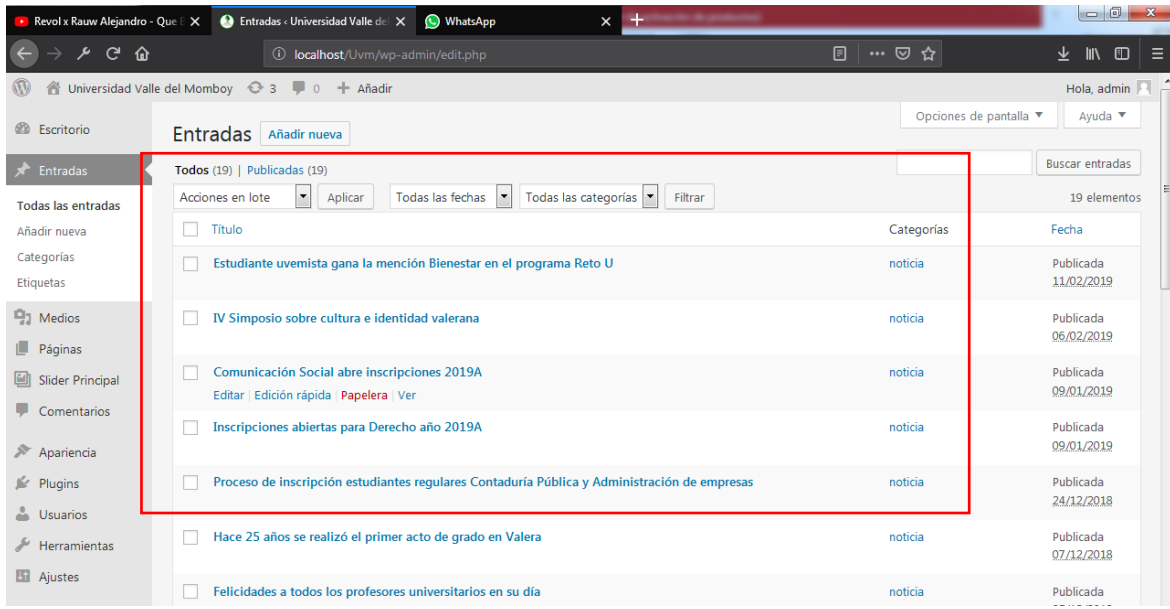 Revol x Rauw Alejandro - Que
Entradas ‹ Universidad Valle de
WhatsApp
localhost/Uvm/wp-admin/edit.php
Universidad Valle del Momboy 3 0 + Añadir Hola, admin
Opciones de pantalla Ayuda
Escritorio
Entradas
Todas las entradas
Añadir nueva
Categorías
Etiquetas
Medios
Páginas
Slider Principal
Comentarios
Apariencia
Plugins
Usuarios
Herramientas
Ajustes
Entradas Añadir nueva
Todos (19) | Publicadas (19) Buscar entradas
Acciones en lote Aplicar Todas las fechas Todas las categorías Filtrar 19 elementos
Título Categorías Fecha
Estudiante uvemista gana la mención Bienestar en el programa Reto U noticia Publicada
11/02/2019
IV Simposio sobre cultura e identidad valerana noticia Publicada
06/02/2019
Comunicación Social abre inscripciones 2019A noticia Publicada
Editar | Edición rápida | Papelera | Ver 09/01/2019
Inscripciones abiertas para Derecho año 2019A noticia Publicada
09/01/2019
Proceso de inscripción estudiantes regulares Contaduría Pública y Administración de empresas noticia Publicada
24/12/2018
Hace 25 años se realizó el primer acto de grado en Valera noticia Publicada
07/12/2018
Felicidades a todos los profesores universitarios en su día noticia Publicada